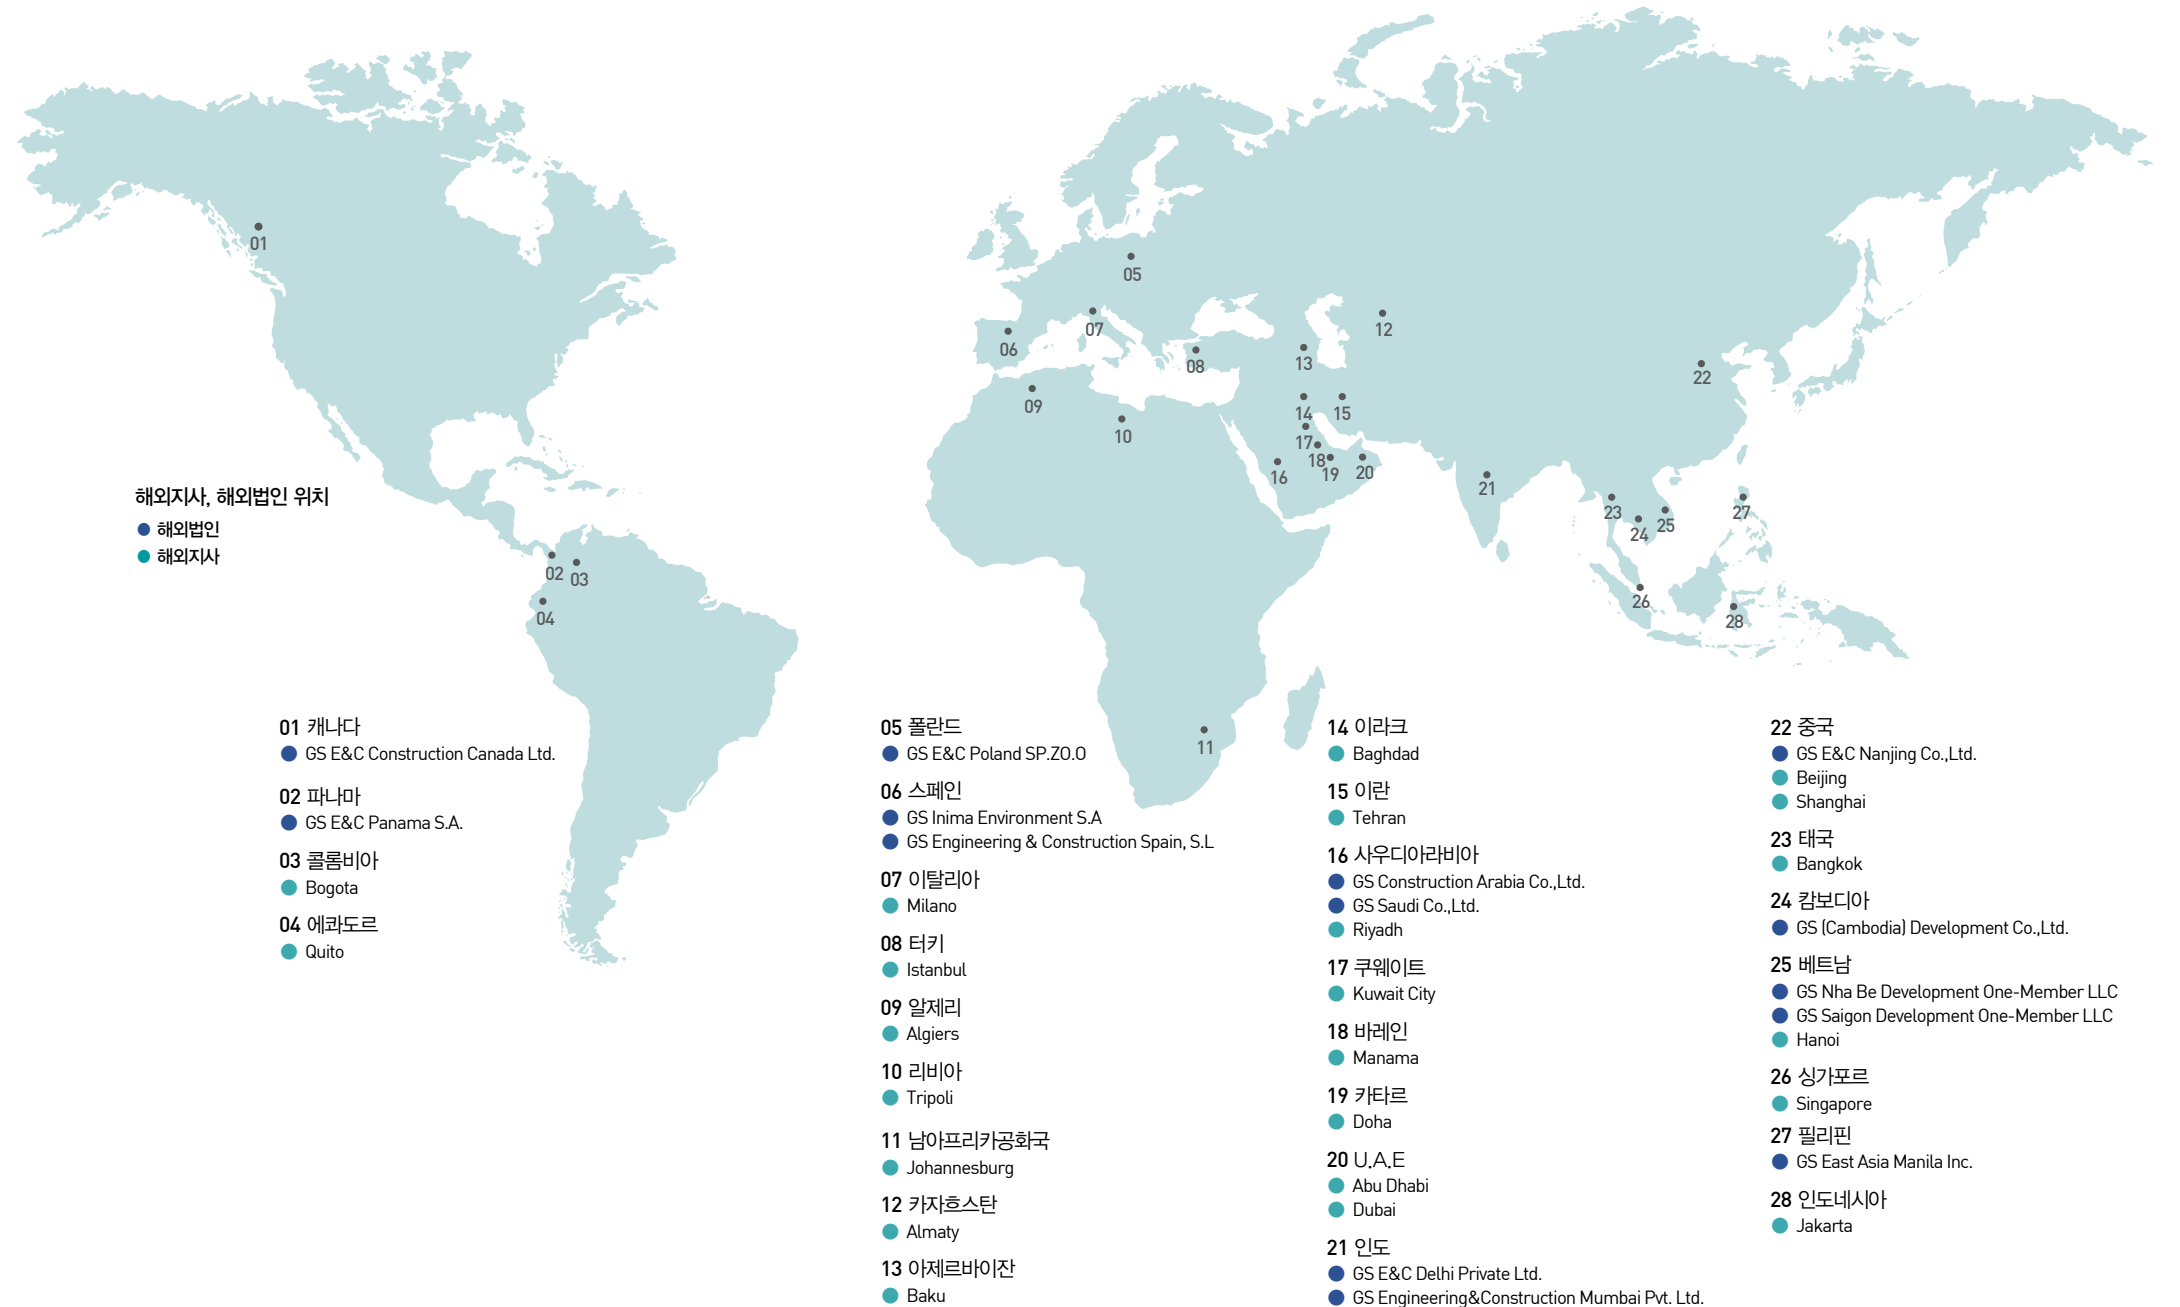 01
02
03
04
05
06
07
08
09
10
11
12
13
14
15
16
17
18
19
20
21
22
23
24
25
26
27
28
해외지사, 해외법인 위치
해외법인
해외지사
01 캐나다
GS E&C Construction Canada Ltd.
02 파나마
GS E&C Panama S.A.
03 콜롬비아
Bogota
04 에콰도르
Quito
05 폴란드
GS E&C Poland SP.ZO.O
06 스페인
GS Inima Environment S.A
GS Engineering & Construction Spain, S.L
07 이탈리아
Milano
08 터키
Istanbul
09 알제리
Algiers
10 리비아
Tripoli
11 남아프리카공화국
Johannesburg
12 카자흐스탄
Almaty
13 아제르바이잔
Baku
14 이라크
Baghdad
15 이란
Tehran
16 사우디아라비아
GS Construction Arabia Co.,Ltd.
GS Saudi Co.,Ltd.
Riyadh
17 쿠웨이트
Kuwait City
18 바레인
Manama
19 카타르
Doha
20 U.A.E
Abu Dhabi
Dubai
21 인도
GS E&C Delhi Private Ltd.
GS Engineering&Construction Mumbai Pvt. Ltd.
22 중국
GS E&C Nanjing Co.,Ltd.
Beijing
Shanghai
23 태국
Bangkok
24 캄보디아
GS (Cambodia) Development Co.,Ltd.
25 베트남
GS Nha Be Development One-Member LLC
GS Saigon Development One-Member LLC
Hanoi
26 싱가포르
Singapore
27 필리핀
GS East Asia Manila Inc.
28 인도네시아
Jakarta